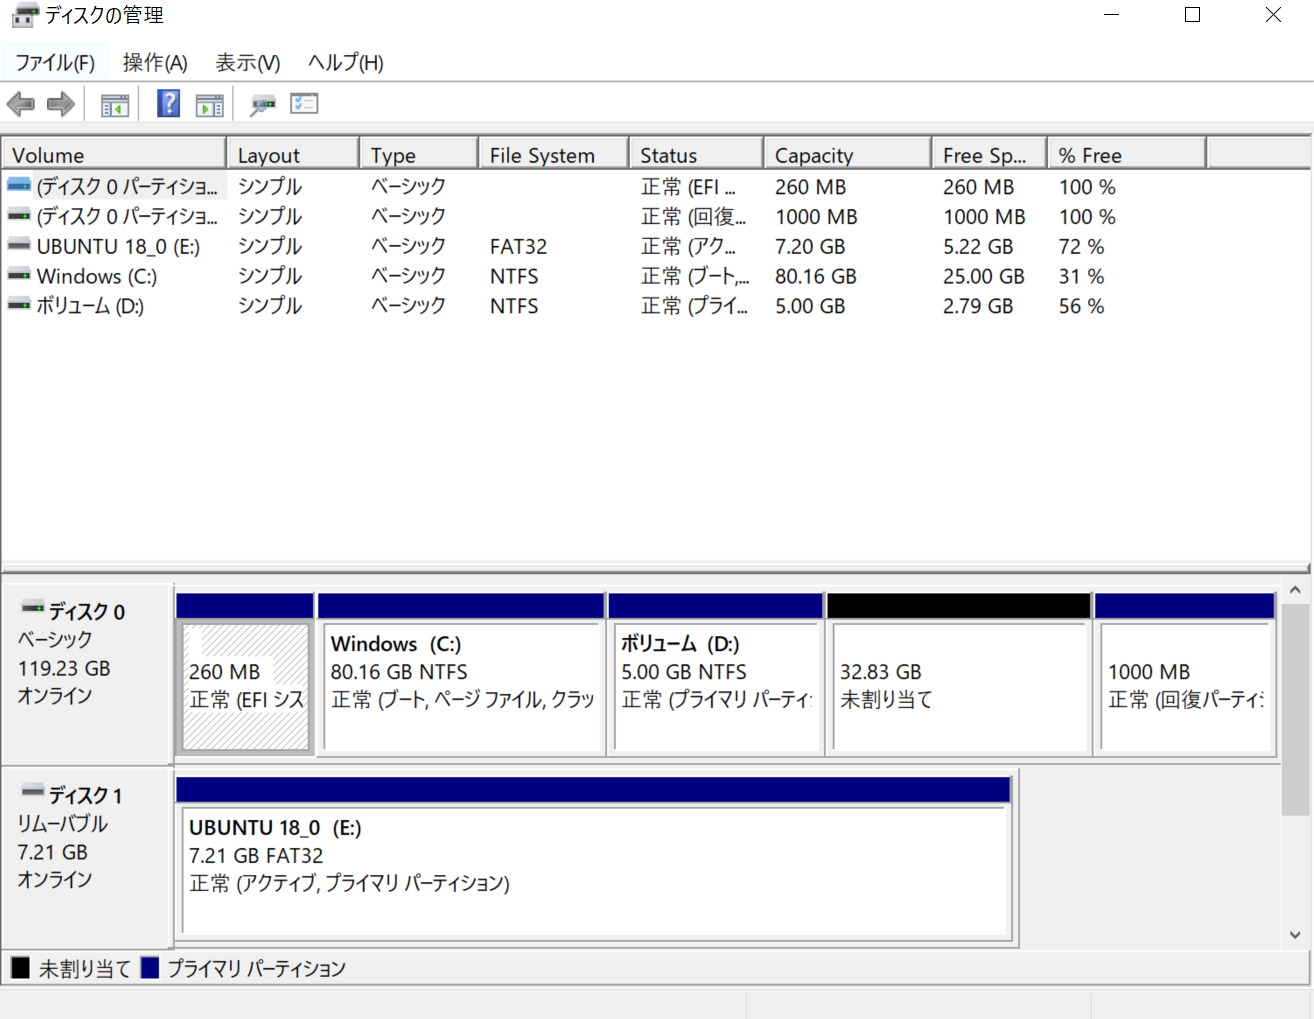 ディスクの管理
ファイル(F) 操作(A) 表示(V) ヘルプ(H)
Volume Layout Type File System Status Capacity Free Sp... % Free
(ディスク 0 パーティショ... シンプル ベーシック 正常 (EFI ... 260 MB 260 MB 100 %
(ディスク 0 パーティショ... シンプル ベーシック 正常 (回復... 1000 MB 1000 MB 100 %
UBUNTU 18_0 (E:) シンプル ベーシック FAT32 正常 (アク... 7.20 GB 5.22 GB 72 %
Windows (C:) シンプル ベーシック NTFS 正常 (ブート,... 80.16 GB 25.00 GB 31 %
ボリューム (D:) シンプル ベーシック NTFS 正常 (プライ... 5.00 GB 2.79 GB 56 %
ディスク 0
ベーシック
119.23 GB
オンライン
260 MB
正常 (EFI シス
Windows (C:)
80.16 GB NTFS
正常 (ブート, ページ ファイル, クラッ
ボリューム (D:)
5.00 GB NTFS
正常 (プライマリ パーティ
32.83 GB
未割り当て
1000 MB
正常 (回復パーティ
ディスク 1
リムーバブル
7.21 GB
オンライン
UBUNTU 18_0 (E:)
7.21 GB FAT32
正常 (アクティブ, プライマリ パーティション)
未割り当て プライマリ パーティション